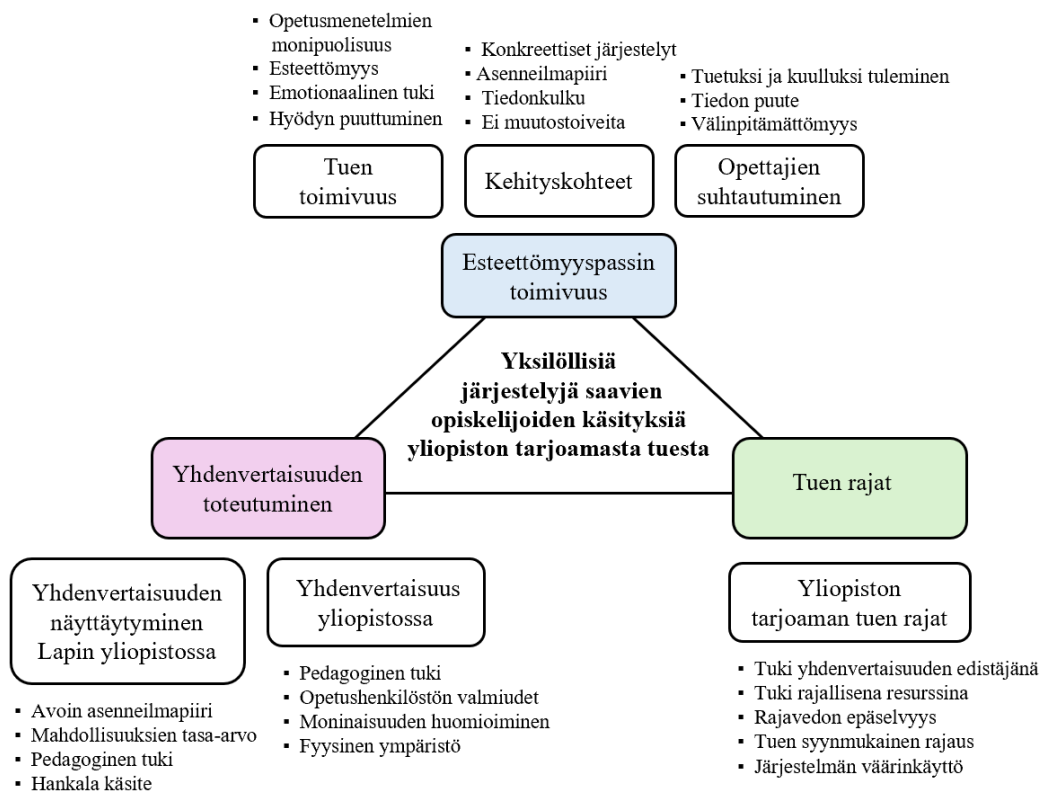 ▪ Opetusmenetelmien
monipuolisuus
▪ Esteettömyys
▪ Emotionaalinen tuki
▪ Hyödyn puuttuminen
▪ Konkreettiset järjestelyt
▪ Asenneilmapiiri
▪ Tiedonkulku
▪ Ei muutostoiveita
▪ Tuetuksi ja kuulluksi tuleminen
▪ Tiedon puute
▪ Välinpitämättömyys
Tuen
toimivuus
Kehityskohteet
Opettajien
suhtautuminen
Esteettömyyspassin
toimivuus
Yksilöllisiä
järjestelyjä saavien
opiskelijoiden käsityksiä
yliopiston tarjoamasta tuesta
Yhdenvertaisuuden
toteutuminen
Tuen rajat
Yhdenvertaisuuden
näyttäytyminen
Lapin yliopistossa
Yhdenvertaisuus
yliopistossa
Yliopiston
tarjoaman tuen rajat
▪ Avoin asenneilmapiiri
▪ Mahdollisuuksien tasa-arvo
▪ Pedagoginen tuki
▪ Hankala käsite
▪ Pedagoginen tuki
▪ Opetushenkilöstön valmiudet
▪ Moninaisuuden huomioiminen
▪ Fyysinen ympäristö
▪ Tuki yhdenvertaisuuden edistäjänä
▪ Tuki rajallisena resurssina
▪ Rajavedon epäselvyys
▪ Tuen syynmukainen rajaus
▪ Järjestelmän väärinkäyttö